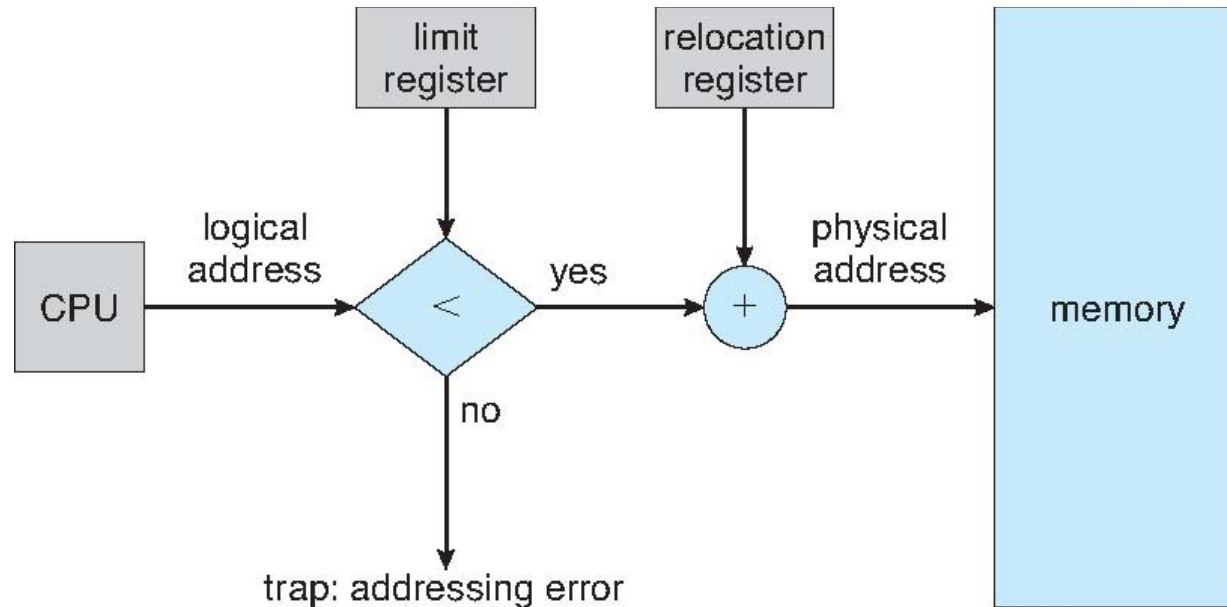 limit
register
relocation
register
logical
address
physical
address
CPU
<
yes
+
memory
no
trap: addressing error